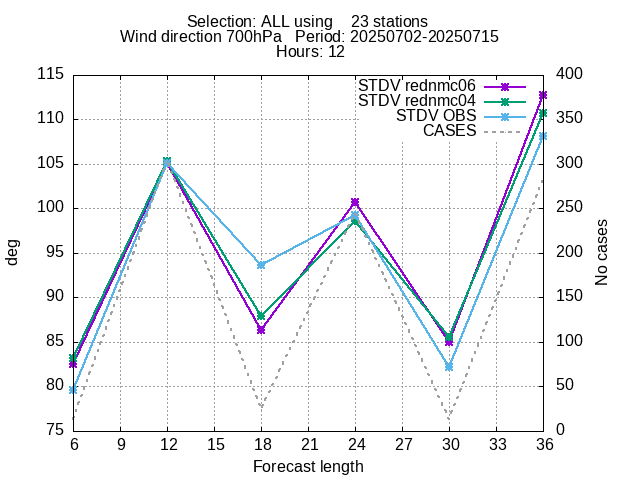 Selection: ALL using    23 stations
Wind direction 700hPa   Period: 20250702-20250715
Hours: 12
STDV rednmc06
STDV rednmc04
STDV OBS
CASES
115
110
105
100
95
90
85
80
75
400
350
300
250
200
150
100
50
0
deg
No cases
6 9 12 15 18 21 24 27 30 33 36
Forecast length